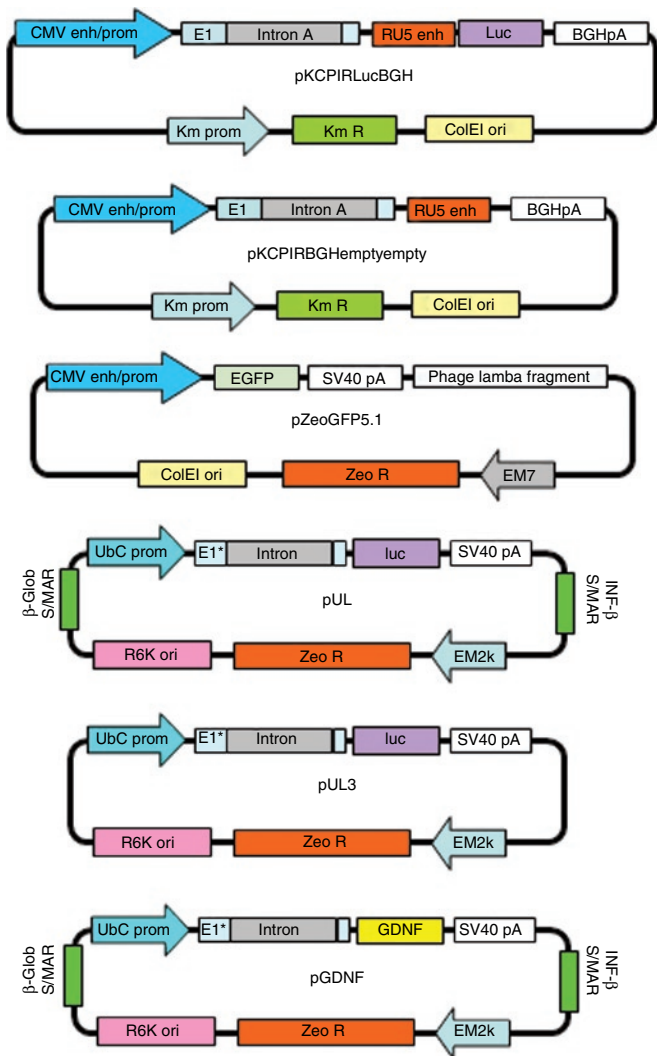 CMV enh/prom E1 Intron A RU5 enh Luc BGHpA
pKCPIRLucBGH
Km prom Km R ColEI ori
CMV enh/prom E1 Intron A RU5 enh BGHpA
pKCPIRBGHemptyempty
Km prom Km R ColEI ori
CMV enh/prom EGFP SV40 pA Phage lamba fragment
pZeoGFP5.1
ColEI ori Zeo R EM7
UbC prom E1* Intron luc SV40 pA
β-Glob
S/MAR
pUL
INF-β
S/MAR
R6K ori Zeo R EM2k
UbC prom E1* Intron luc SV40 pA
pUL3
R6K ori Zeo R EM2k
UbC prom E1* Intron GDNF SV40 pA
β-Glob
S/MAR
pGDNF
INF-β
S/MAR
R6K ori Zeo R EM2k